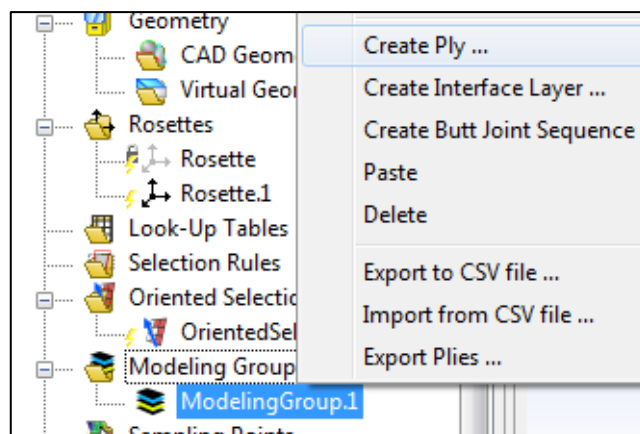 Geometry
CAD Geom
Virtual Geor
Rosettes
Rosette
Rosette.1
Look-Up Tables
Selection Rules
Oriented Selectio
OrientedSel
Modeling Group
ModelingGroup.1
Sampling Points
Create Ply ...
Create Interface Layer ...
Create Butt Joint Sequence
Paste
Delete
Export to CSV file ...
Import from CSV file ...
Export Plies ...